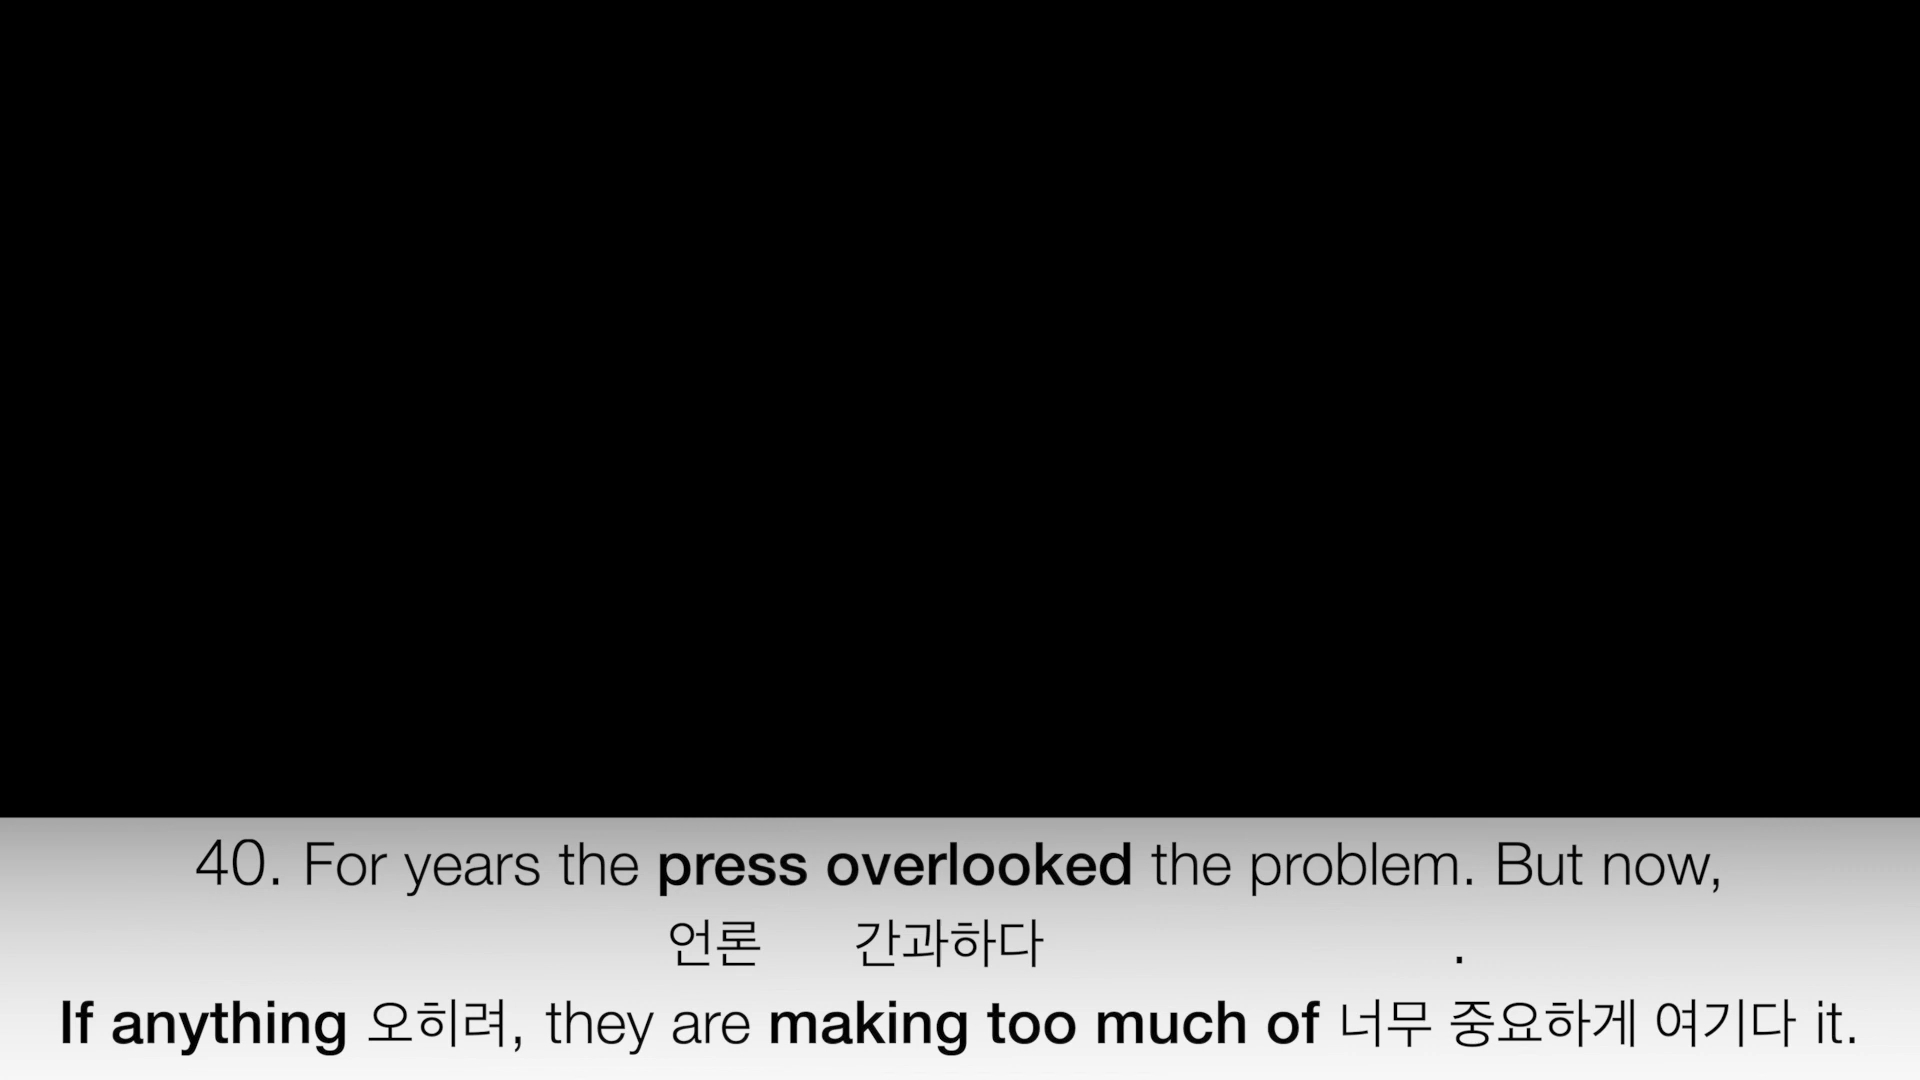 40. For years the press overlooked the problem. But now,
언론 간과하다 .
If anything 오히려, they are making too much of 너무 중요하게 여기다 it.